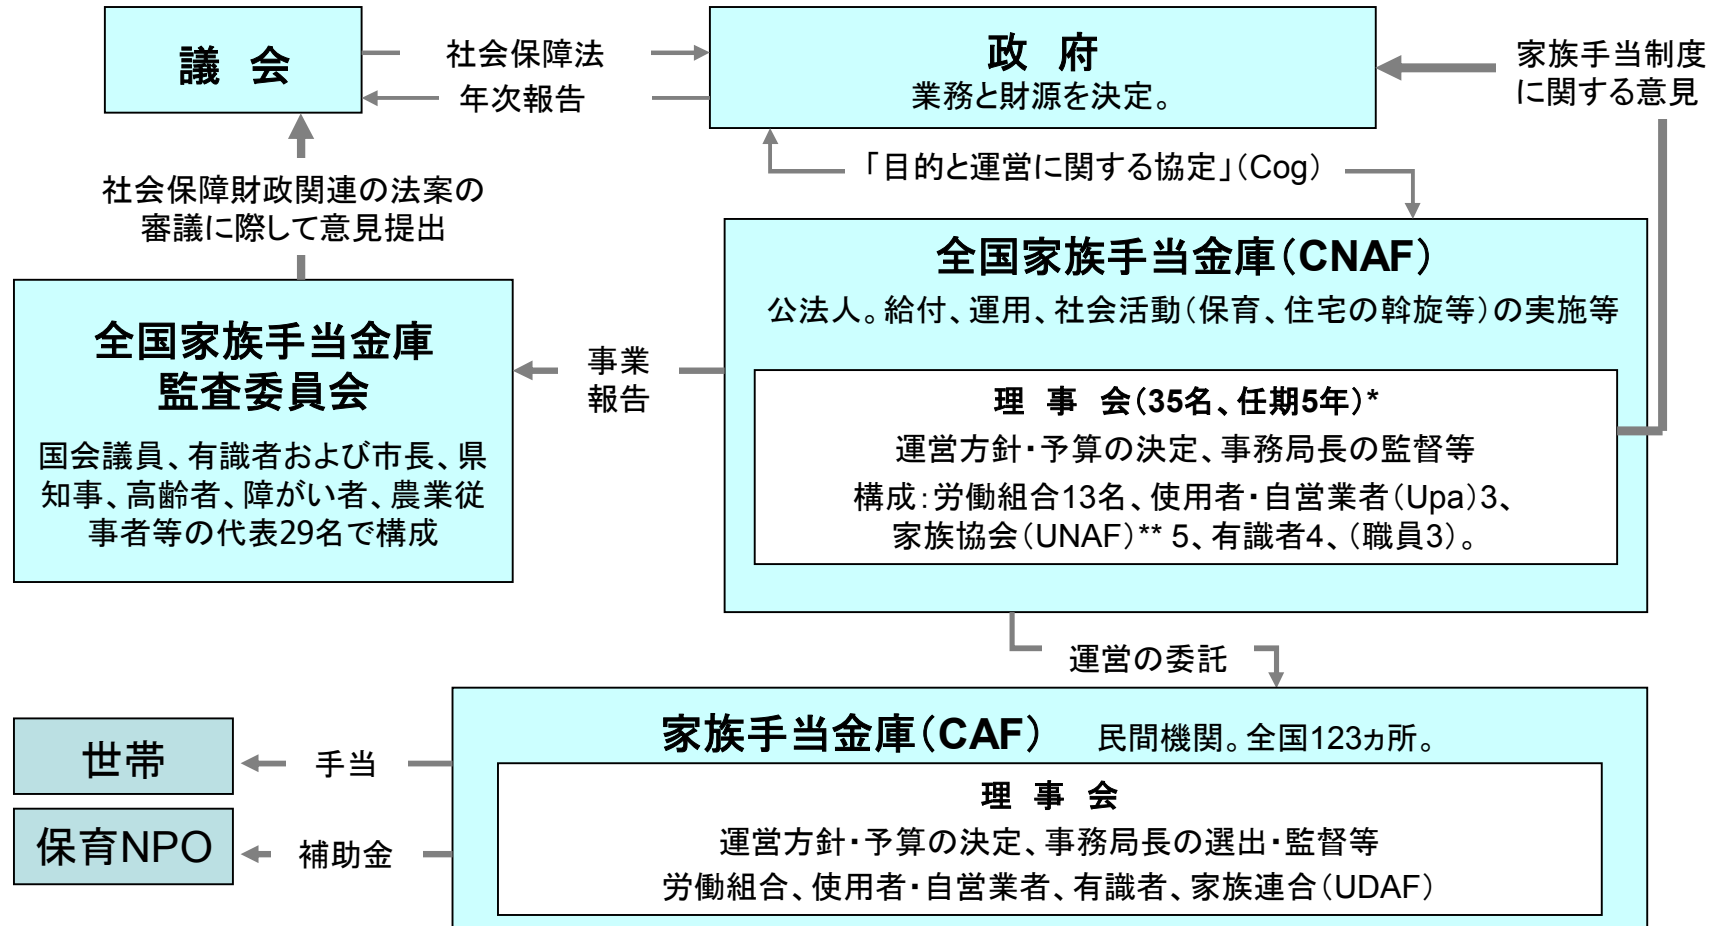 議 会
社会保障法
年次報告
政 府
業務と財源を決定。
家族手当制度
に関する意見
「目的と運営に関する協定」(Cog)
社会保障財政関連の法案の
審議に際して意見提出
全国家族手当金庫
監査委員会
国会議員、有識者および市長、県
知事、高齢者、障がい者、農業従
事者等の代表29名で構成
事業
報告
全国家族手当金庫(CNAF)
公法人。給付、運用、社会活動(保育、住宅の斡旋等)の実施等
理 事 会(35名、任期5年)*
運営方針・予算の決定、事務局長の監督等
構成:労働組合13名、使用者・自営業者(Upa)3、
家族協会(UNAF)** 5、有識者4、(職員3)。
運営の委託
世帯
手当
保育NPO
補助金
家族手当金庫(CAF) 民間機関。全国123ヵ所。
理 事 会
運営方針・予算の決定、事務局長の選出・監督等
労働組合、使用者・自営業者、有識者、家族連合(UDAF)